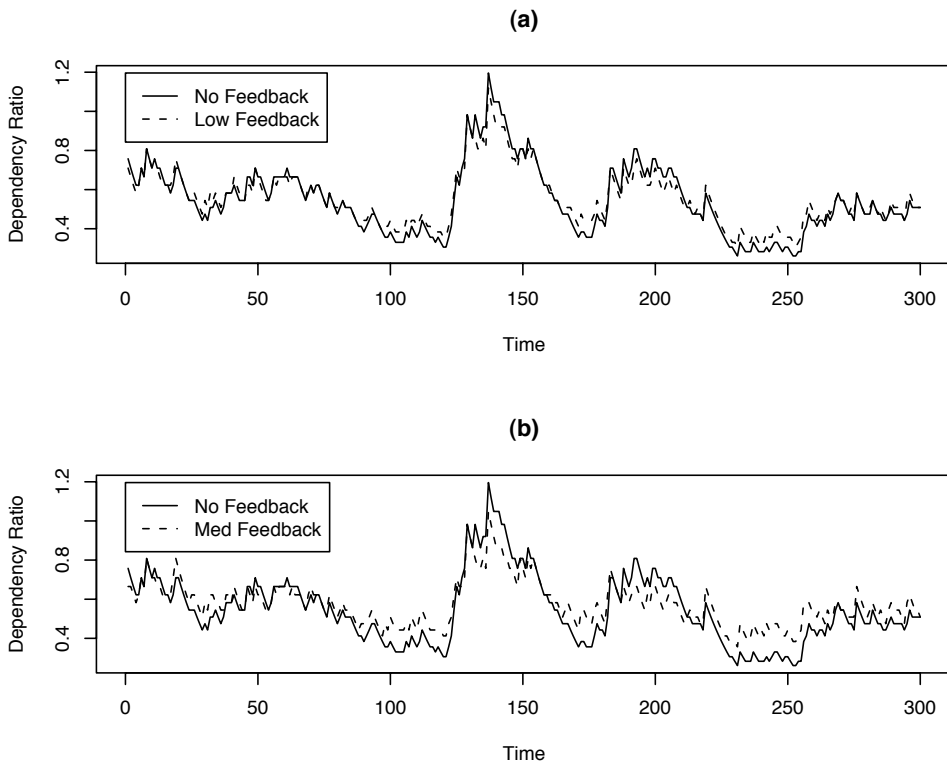 (a)
Dependency Ratio
1.2
0.8
0.4
No Feedback
Low Feedback
0 50 100 150 200 250 300
Time
(b)
Dependency Ratio
1.2
0.8
0.4
No Feedback
Med Feedback
0 50 100 150 200 250 300
Time